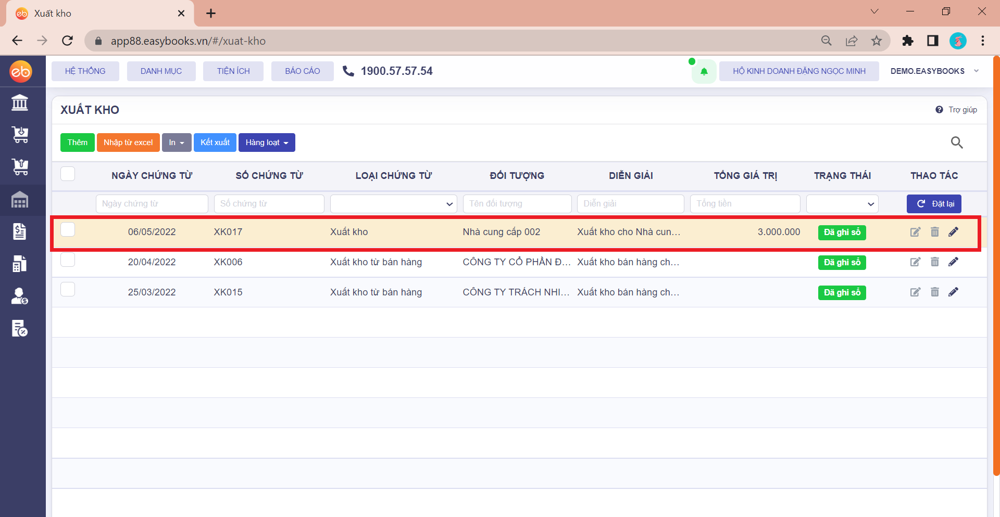 Xuất kho
app88.easybooks.vn/#/xuat-kho
eb HỆ THỐNG DANH MỤC TIỆN ÍCH BÁO CÁO 1900.57.57.54 HỘ KINH DOANH ĐẶNG NGỌC MINH DEMO.EASYBOOKS
XUẤT KHO Trợ giúp
Thêm Nhập từ excel In Kết xuất Hàng loạt
NGÀY CHỨNG TỪ SỐ CHỨNG TỪ LOẠI CHỨNG TỪ ĐỐI TƯỢNG DIỄN GIẢI TỔNG GIÁ TRỊ TRẠNG THÁI THAO TÁC
Ngày chứng từ Số chứng từ Tên đối tượng Diễn giải Tổng tiền Đặt lại
06/05/2022 XK017 Xuất kho Nhà cung cấp 002 Xuất kho cho Nhà cun... 3.000.000 Đã ghi sổ
20/04/2022 XK006 Xuất kho từ bán hàng CÔNG TY CỔ PHẦN Đ... Xuất kho bán hàng ch... Đã ghi sổ
25/03/2022 XK015 Xuất kho từ bán hàng CÔNG TY TRÁCH NHI... Xuất kho bán hàng ch... Đã ghi sổ